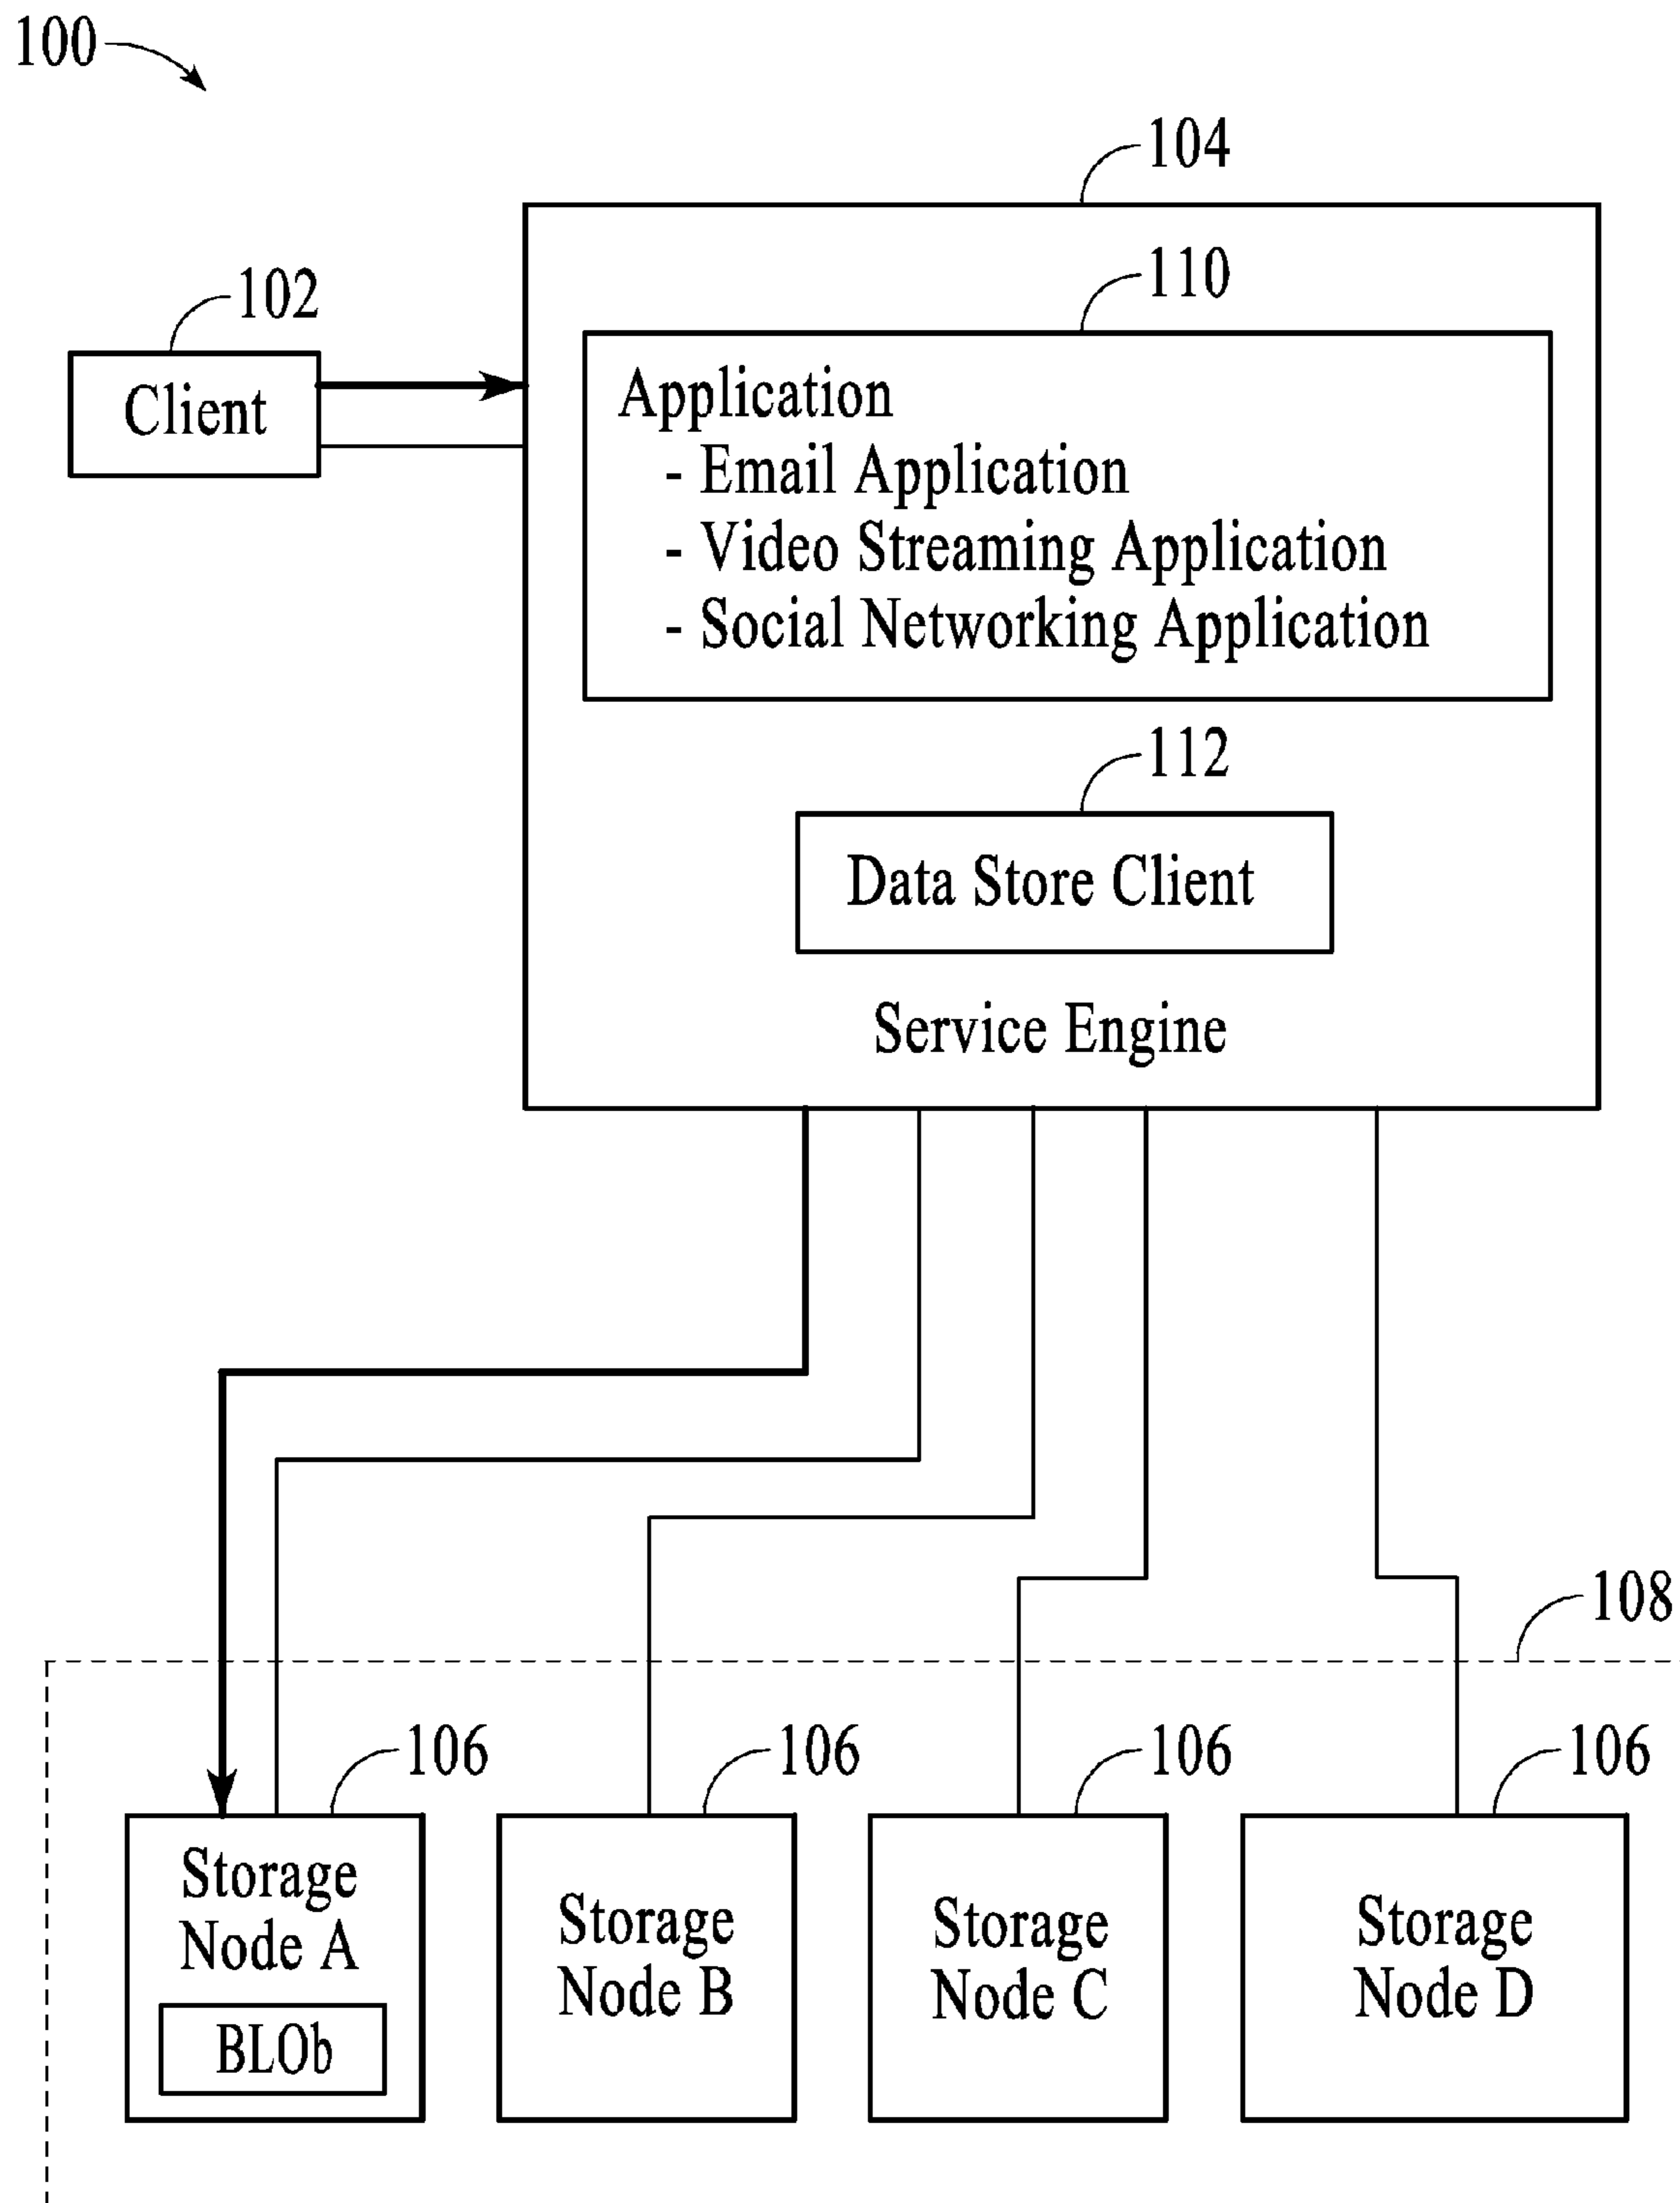 100
104
110
102
Client
Application
- Email Application
- Video Streaming Application
- Social Networking Application
112
Data Store Client
Service Engine
108
106
106
106
106
Storage
Node A
BLOb
Storage
Node B
Storage
Node C
Storage
Node D